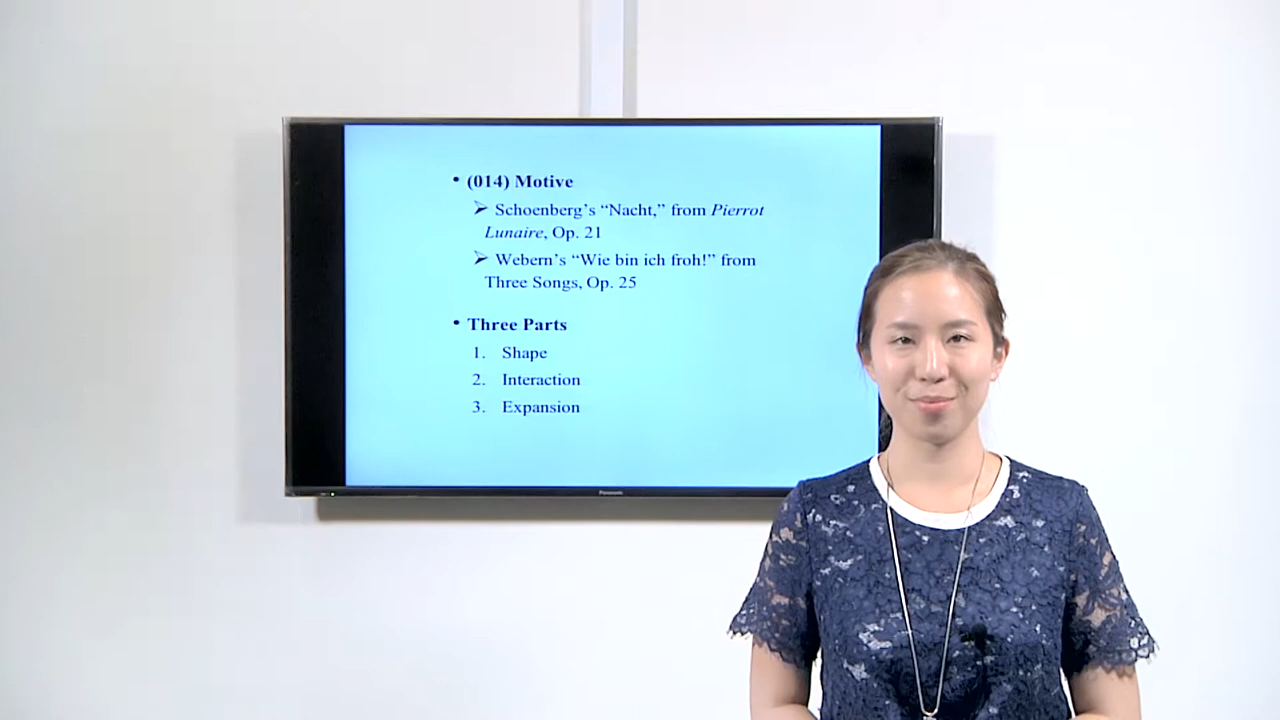 • (014) Motive
➢ Schoenberg’s “Nacht,” from Pierrot
Lunaire, Op. 21
➢ Webern’s “Wie bin ich froh!” from
Three Songs, Op. 25
• Three Parts
1. Shape
2. Interaction
3. Expansion
Panasonic